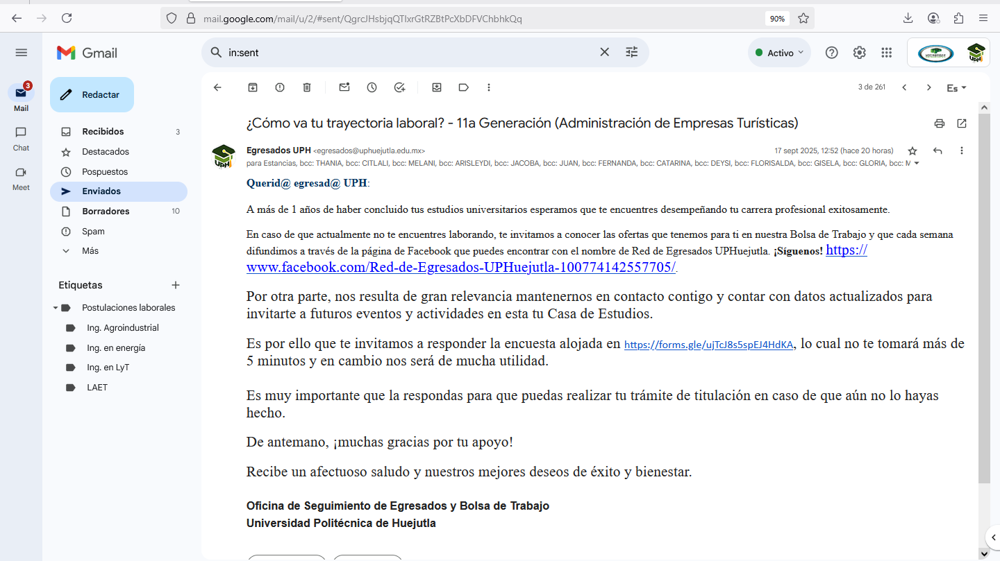 mail.google.com/mail/u/2/#sent/QgrcJHsbjqQTlxrGtRZBtPcXbDFVChbhkQq
90%
Gmail
in:sent
Activo
UPH
3
Mail
Chat
Meet
Redactar
Recibidos 3
Destacados
Pospuestos
Enviados
Borradores 10
Spam
Más
Etiquetas
Postulaciones laborales
Ing. Agroindustrial
Ing. en energía
Ing. en LyT
LAET
3 de 261
Es
¿Cómo va tu trayectoria laboral? - 11a Generación (Administración de Empresas Turísticas)
UPH
Egresados UPH <egresados@uphuejutla.edu.mx>
17 sept 2025, 12:52 (hace 20 horas)
para Estancias, bcc: THANIA, bcc: CITLALI, bcc: MELANI, bcc: ARISLEYDI, bcc: JACOBA, bcc: JUAN, bcc: FERNANDA, bcc: CATARINA, bcc: DEYSI, bcc: FLORISALDA, bcc: GISELA, bcc: GLORIA, bcc: M
Querid@ egresad@ UPH:
A más de 1 años de haber concluido tus estudios universitarios esperamos que te encuentres desempeñando tu carrera profesional exitosamente.
En caso de que actualmente no te encuentres laborando, te invitamos a conocer las ofertas que tenemos para ti en nuestra Bolsa de Trabajo y que cada semana
difundimos a través de la página de Facebook que puedes encontrar con el nombre de Red de Egresados UPHuejutla. ¡Síguenos! https://
www.facebook.com/Red-de-Egresados-UPHuejutla-100774142557705/.
Por otra parte, nos resulta de gran relevancia mantenernos en contacto contigo y contar con datos actualizados para
invitarte a futuros eventos y actividades en esta tu Casa de Estudios.
Es por ello que te invitamos a responder la encuesta alojada en https://forms.gle/ujTcJ8s5spEJ4HdKA, lo cual no te tomará más de
5 minutos y en cambio nos será de mucha utilidad.
Es muy importante que la respondas para que puedas realizar tu trámite de titulación en caso de que aún no lo hayas
hecho.
De antemano, ¡muchas gracias por tu apoyo!
Recibe un afectuoso saludo y nuestros mejores deseos de éxito y bienestar.
Oficina de Seguimiento de Egresados y Bolsa de Trabajo
Universidad Politécnica de Huejutla